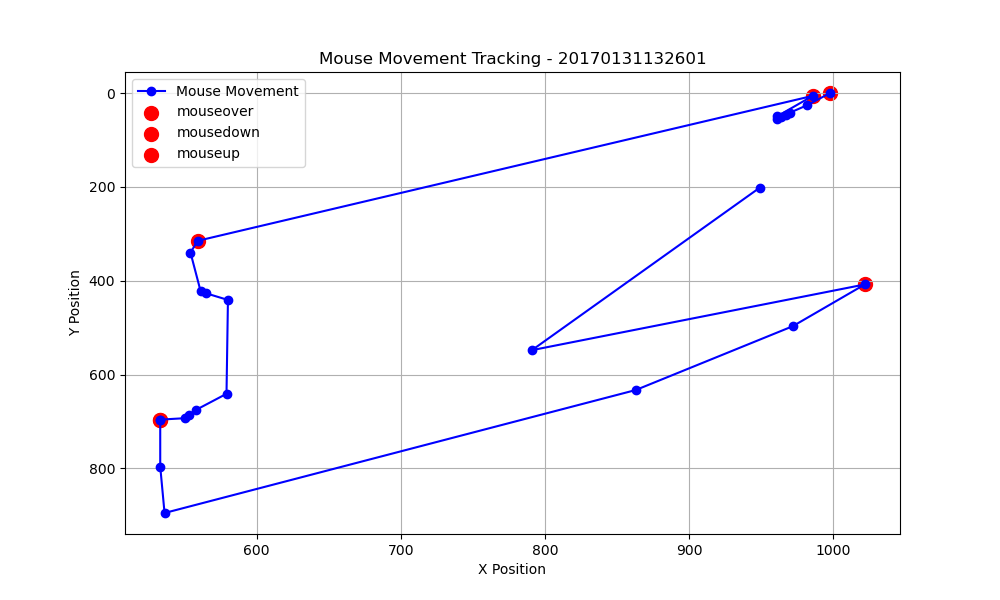 Mouse Movement Tracking - 20170131132601
Mouse Movement
mouseover
mousedown
mouseup
0
200
400
600
800
Y Position
600
700
800
900
1000
X Position